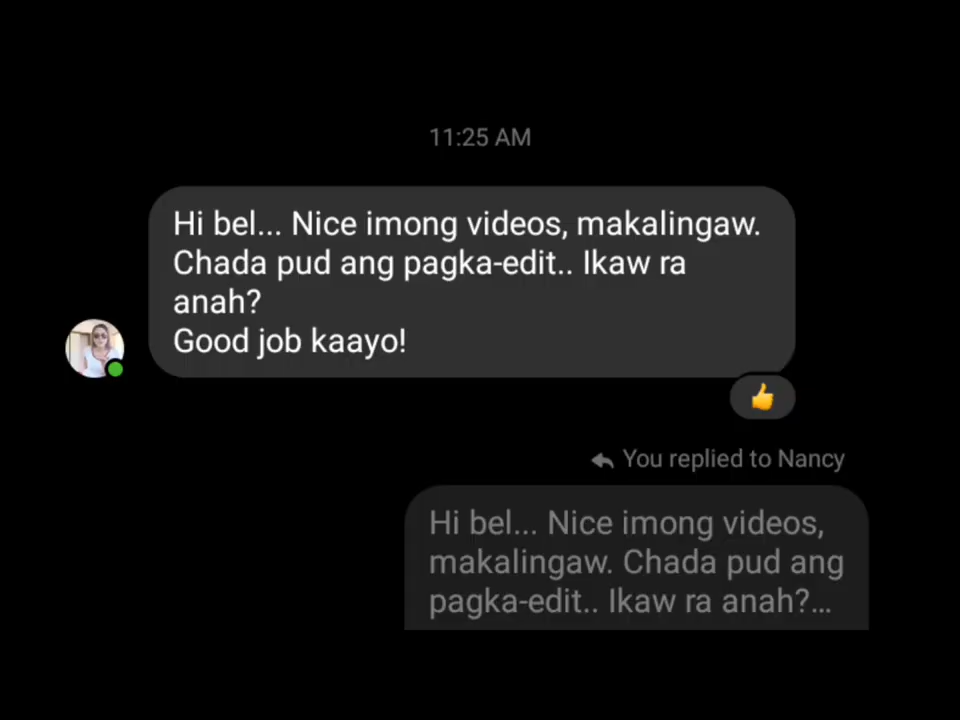 11:25 AM
Hi bel... Nice imong videos, makalingaw.
Chada pud ang pagka-edit.. Ikaw ra
anah?
Good job kaayo!
You replied to Nancy
Hi bel... Nice imong videos,
makalingaw. Chada pud ang
pagka-edit.. Ikaw ra anah?...